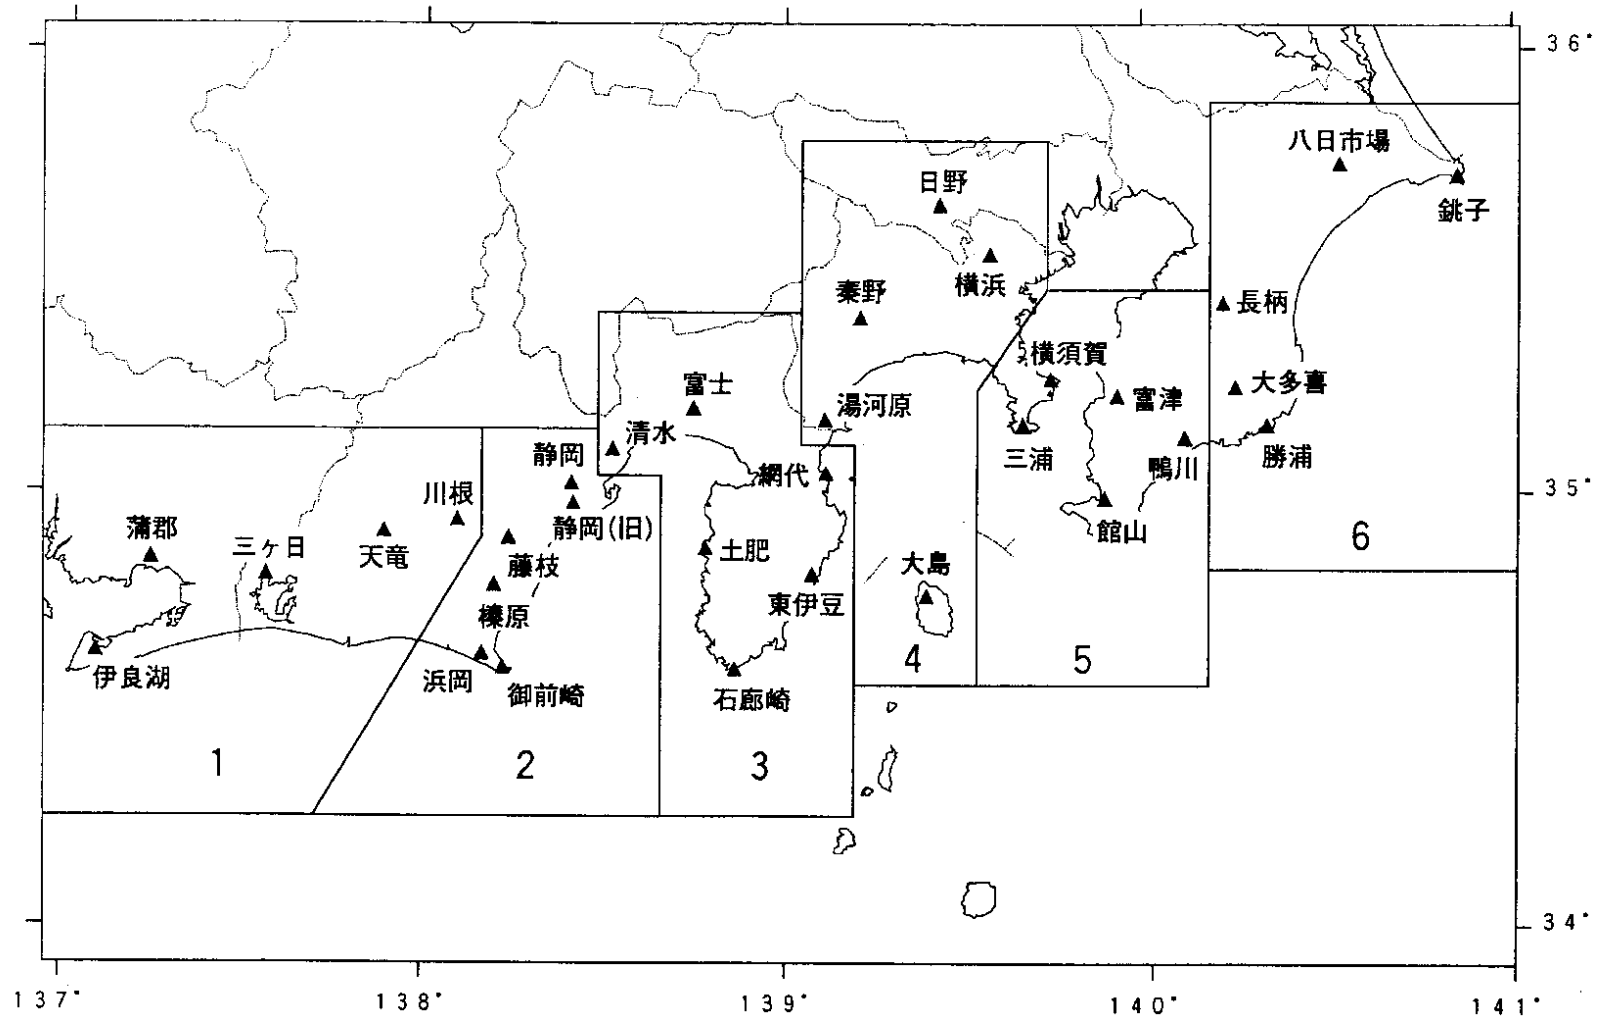 36°
八日市場
日野
銚子
横浜
秦野
長柄
横須賀
富士
大多喜
富津
湯河原
清水
静岡
三浦
鴨川
勝浦
網代
川根
蒲郡
静岡(旧)
35°
館山
6
三ケ日
天竜
土肥
藤枝
大島
東伊豆
榛原
4
5
伊良湖
浜岡
御前崎
石廊崎
1
2
3
34°
137°
138°
139°
140°
141°